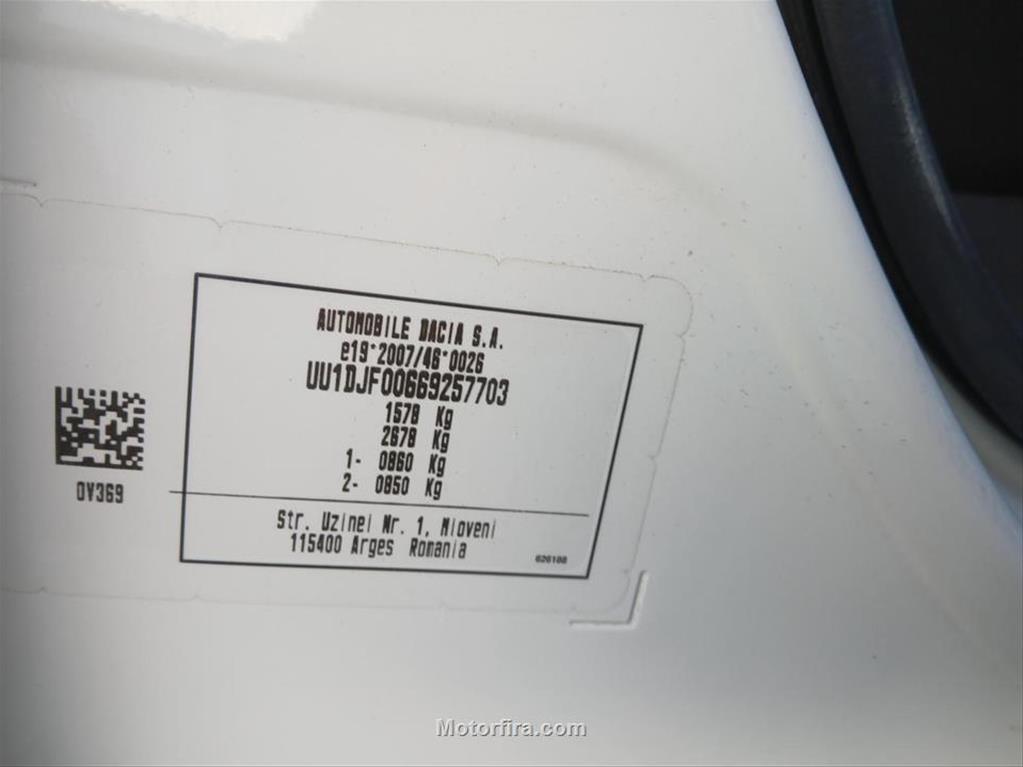 AUTOMOBILE DACIA S.A.
e19*2007/46*0026
UU1DJF00669257703
1578 Kg
2678 Kg
1- 0860 Kg
2- 0850 Kg
0V369
Str. Uzinei Nr. 1, Mioveni
115400 Arges Romania
626188
Motorfira.com